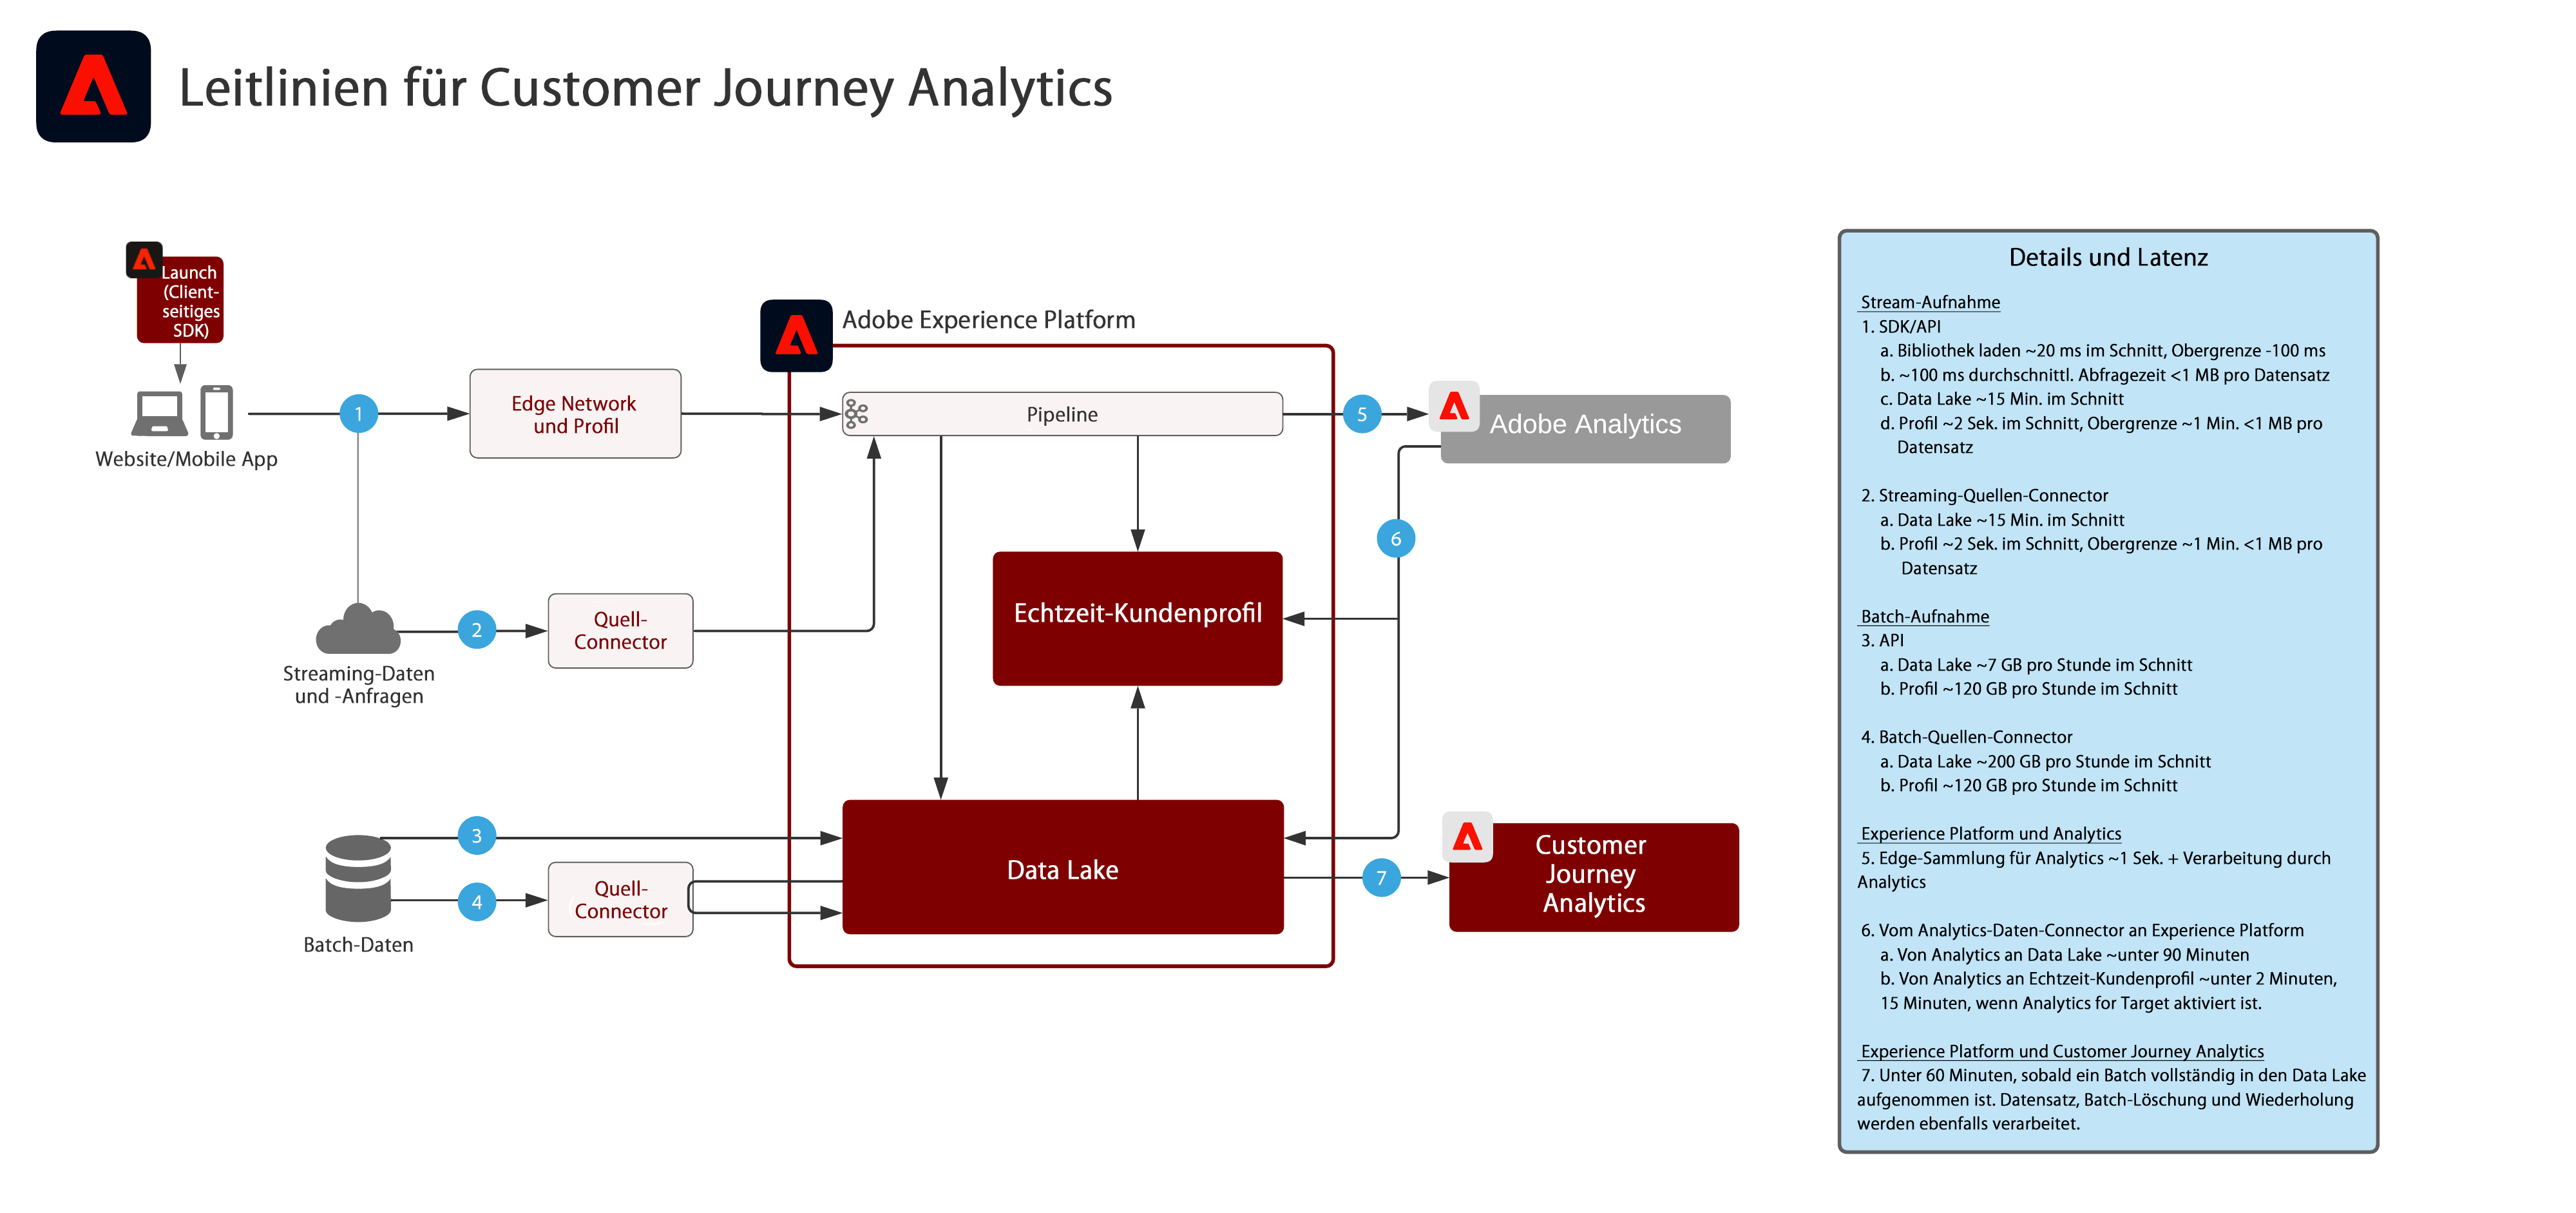 Leitlinien für Customer Journey Analytics
Launch
(Client-
seitiges
SDK)
Website/Mobile App
1
Edge Network
und Profil
Streaming-Daten
und -Anfragen
2
Quell-
Connector
Batch-Daten
3
4
Quell-
Connector
Adobe Experience Platform
Pipeline
Echtzeit-Kundenprofil
Data Lake
5
Adobe Analytics
6
7
Customer
Journey
Analytics
Details und Latenz
Stream-Aufnahme
1. SDK/API
a. Bibliothek laden ~20 ms im Schnitt, Obergrenze -100 ms
b. ~100 ms durchschnittl. Abfragezeit <1 MB pro Datensatz
c. Data Lake ~15 Min. im Schnitt
d. Profil ~2 Sek. im Schnitt, Obergrenze ~1 Min. <1 MB pro
Datensatz
2. Streaming-Quellen-Connector
a. Data Lake ~15 Min. im Schnitt
b. Profil ~2 Sek. im Schnitt, Obergrenze ~1 Min. <1 MB pro
Datensatz
Batch-Aufnahme
3. API
a. Data Lake ~7 GB pro Stunde im Schnitt
b. Profil ~120 GB pro Stunde im Schnitt
4. Batch-Quellen-Connector
a. Data Lake ~200 GB pro Stunde im Schnitt
b. Profil ~120 GB pro Stunde im Schnitt
Experience Platform und Analytics
5. Edge-Sammlung für Analytics ~1 Sek. + Verarbeitung durch
Analytics
6. Vom Analytics-Daten-Connector an Experience Platform
a. Von Analytics an Data Lake ~unter 90 Minuten
b. Von Analytics an Echtzeit-Kundenprofil ~unter 2 Minuten,
15 Minuten, wenn Analytics for Target aktiviert ist.
Experience Platform und Customer Journey Analytics
7. Unter 60 Minuten, sobald ein Batch vollständig in den Data Lake
aufgenommen ist. Datensatz, Batch-Löschung und Wiederholung
werden ebenfalls verarbeitet.